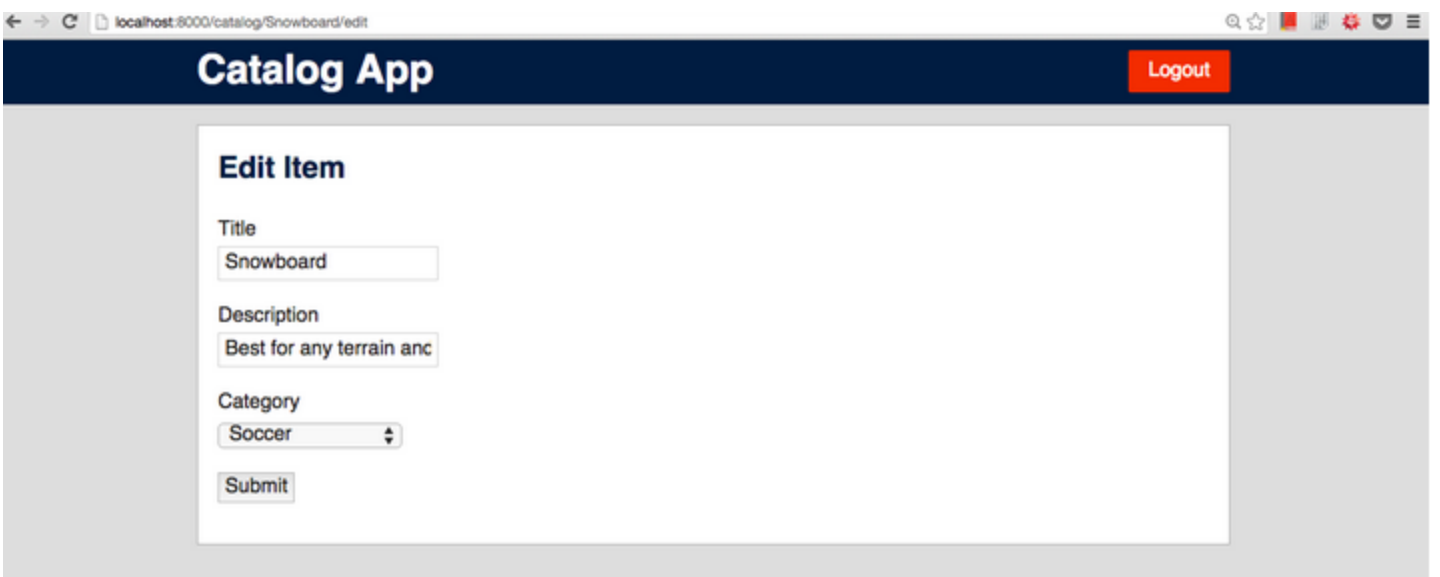 localhost:8000/catalog/Snowboard/edit
Catalog App
Logout
Edit Item
Title
Snowboard
Description
Best for any terrain and
Category
Soccer
Submit